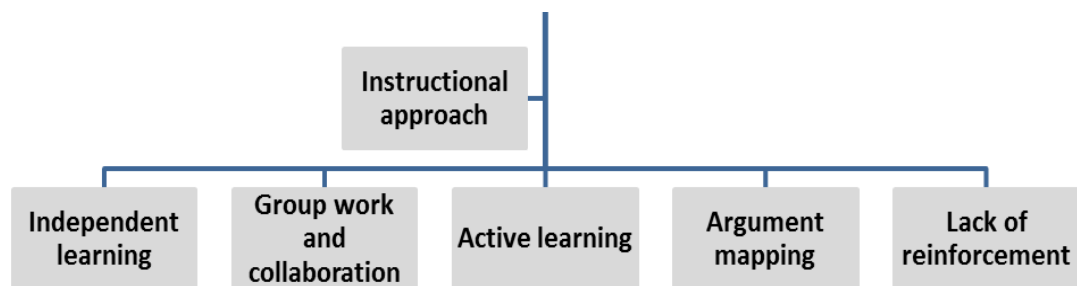 Instructional
approach
Independent
learning
Group work
and
collaboration
Active learning
Argument
mapping
Lack of
reinforcement